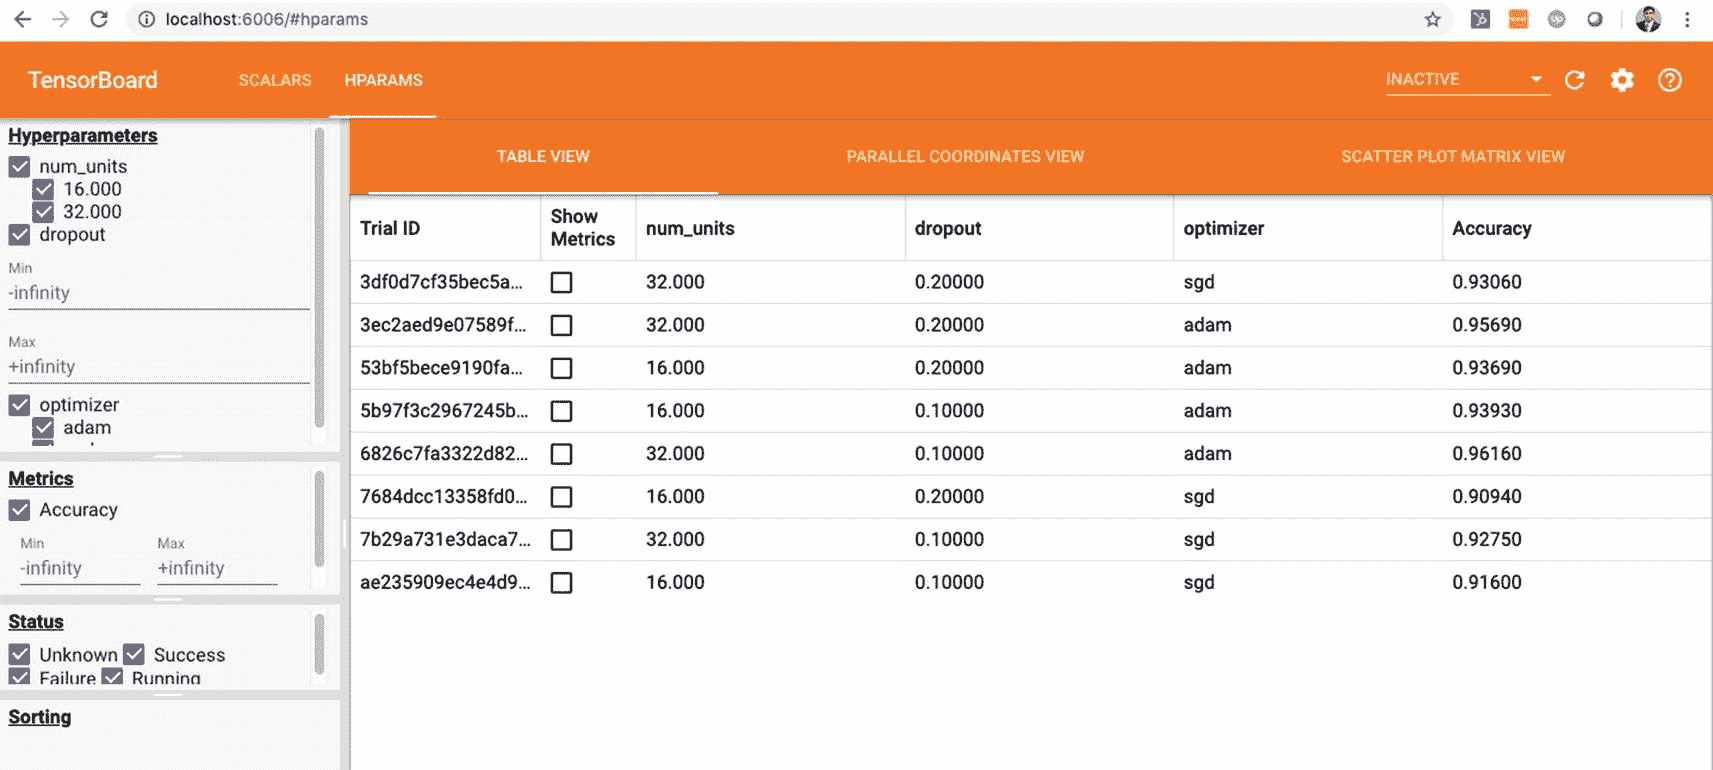 localhost:6006/#hparams
TensorBoard SCALARS HPARAMS INACTIVE
Hyperparameters
num_units
16.000
32.000
dropout
Min
-infinity
Max
+infinity
optimizer
adam
Metrics
Accuracy
Min Max
-infinity +infinity
Status
Unknown Success
Failure Running
Sorting
TABLE VIEW PARALLEL COORDINATES VIEW SCATTER PLOT MATRIX VIEW
Trial ID Show Metrics num_units dropout optimizer Accuracy
3df0d7cf35bec5a... 32.000 0.20000 sgd 0.93060
3ec2aed9e07589f... 32.000 0.20000 adam 0.95690
53bf5bece9190fa... 16.000 0.20000 adam 0.93690
5b97f3c2967245b... 16.000 0.10000 adam 0.93930
6826c7fa3322d82... 32.000 0.10000 adam 0.96160
7684dcc13358fd0... 16.000 0.20000 sgd 0.90940
7b29a731e3daca7... 32.000 0.10000 sgd 0.92750
ae235909ec4e4d9... 16.000 0.10000 sgd 0.91600